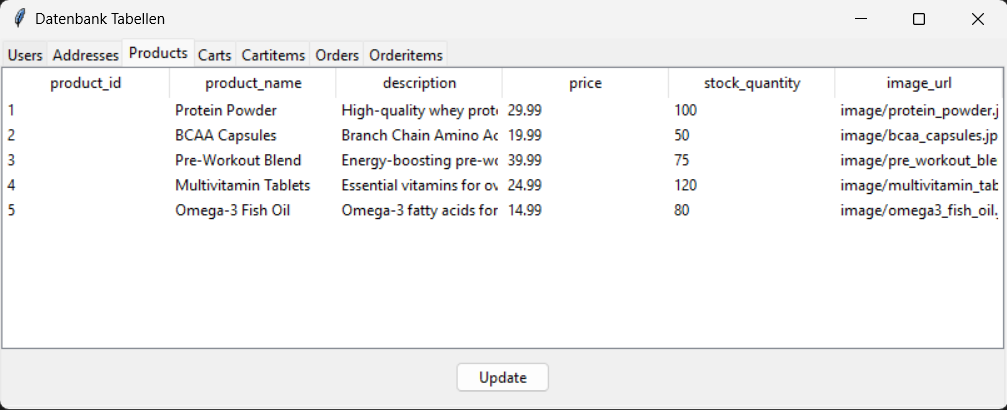 Datenbank Tabellen
Users Addresses Products Carts Cartitems Orders Orderitems
product_id product_name description price stock_quantity image_url
1 Protein Powder High-quality whey prote 29.99 100 image/protein_powder.j
2 BCAA Capsules Branch Chain Amino Ac 19.99 50 image/bcaa_capsules.jp
3 Pre-Workout Blend Energy-boosting pre-wo 39.99 75 image/pre_workout_ble
4 Multivitamin Tablets Essential vitamins for ov 24.99 120 image/multivitamin_tab
5 Omega-3 Fish Oil Omega-3 fatty acids for 14.99 80 image/omega3_fish_oil.
Update